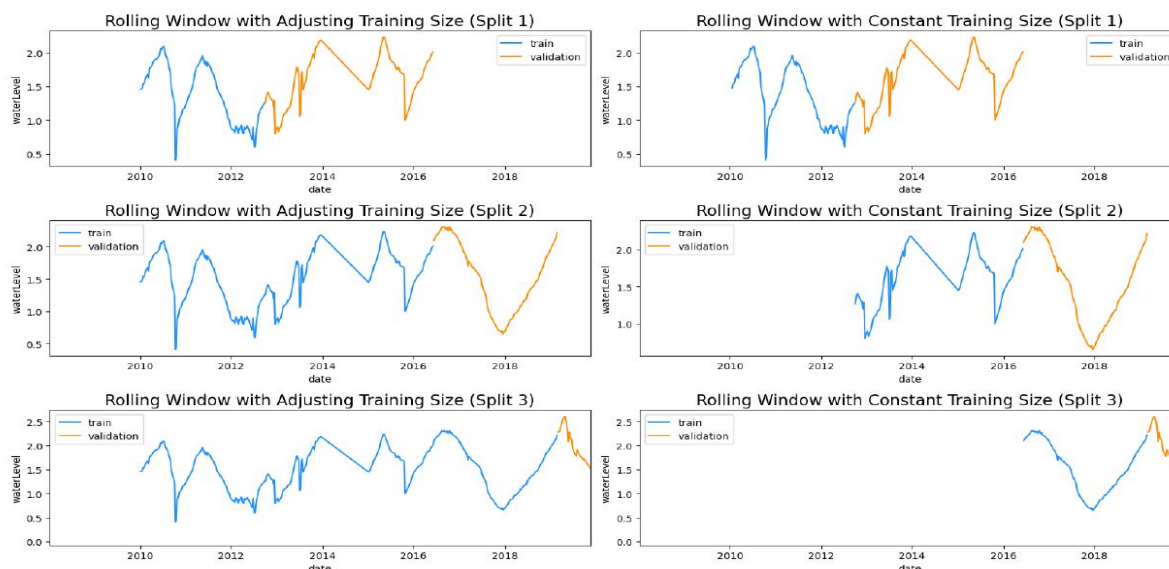 Rolling Window with Adjusting Training Size (Split 1)
waterLevel
2.0
1.5
1.0
0.5
train
validation
2010 2012 2014 2016 2018
date
Rolling Window with Constant Training Size (Split 1)
waterLevel
2.0
1.5
1.0
0.5
train
validation
2010 2012 2014 2016 2018
date
Rolling Window with Adjusting Training Size (Split 2)
waterLevel
2.0
1.5
1.0
0.5
train
validation
2010 2012 2014 2016 2018
date
Rolling Window with Constant Training Size (Split 2)
waterLevel
2.0
1.5
1.0
train
validation
2010 2012 2014 2016 2018
date
Rolling Window with Adjusting Training Size (Split 3)
waterLevel
2.5
2.0
1.5
1.0
0.5
0.0
train
validation
2010 2012 2014 2016 2018
date
Rolling Window with Constant Training Size (Split 3)
waterLevel
2.5
2.0
1.5
1.0
0.5
0.0
train
validation
2010 2012 2014 2016 2018
date